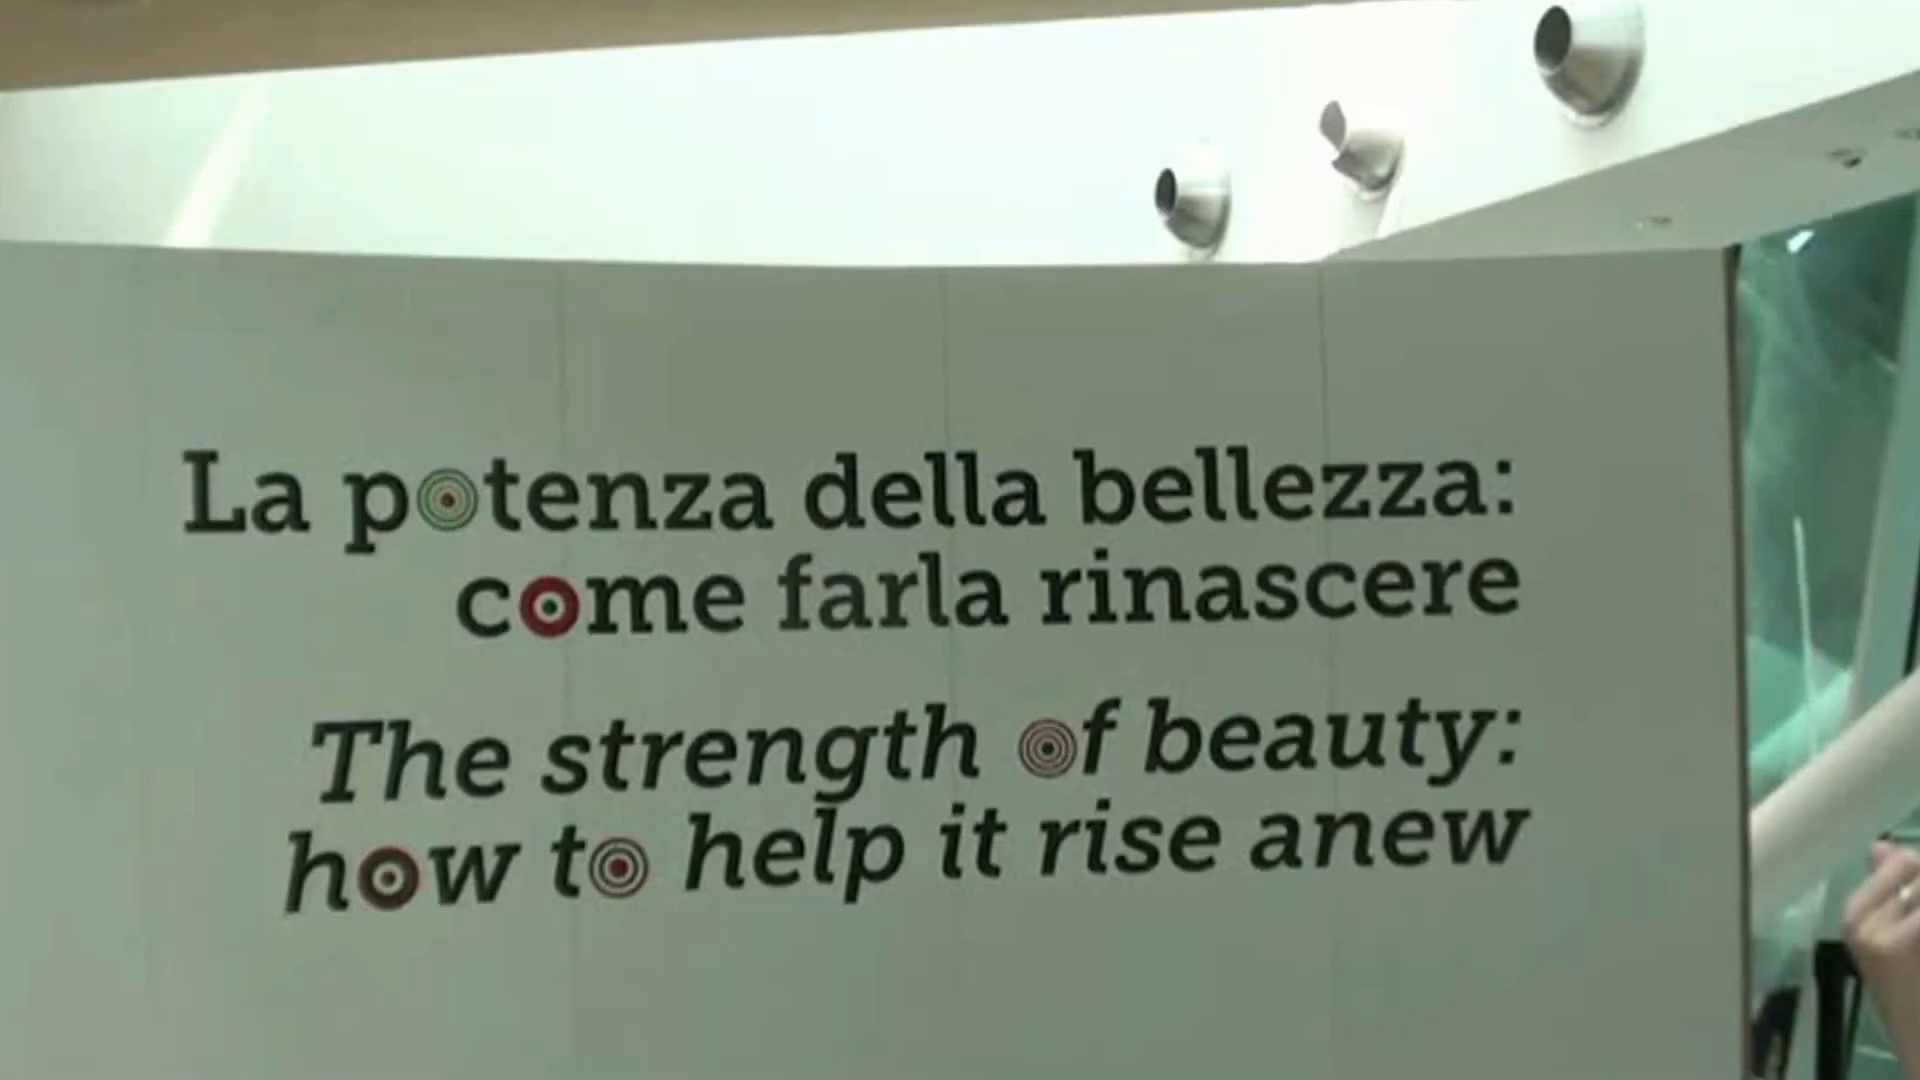 La potenza della bellezza:
come farla rinascere
The strength of beauty:
how to help it rise anew